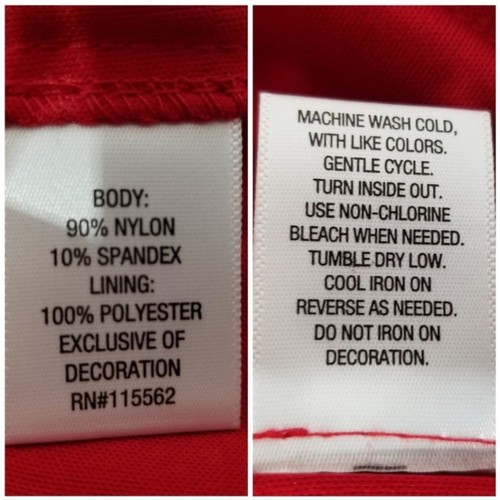 BODY:
90% NYLON
10% SPANDEX
LINING:
100% POLYESTER
EXCLUSIVE OF
DECORATION
RN#115562
MACHINE WASH COLD,
WITH LIKE COLORS.
GENTLE CYCLE.
TURN INSIDE OUT.
USE NON-CHLORINE
BLEACH WHEN NEEDED.
TUMBLE DRY LOW.
COOL IRON ON
REVERSE AS NEEDED.
DO NOT IRON ON
DECORATION.